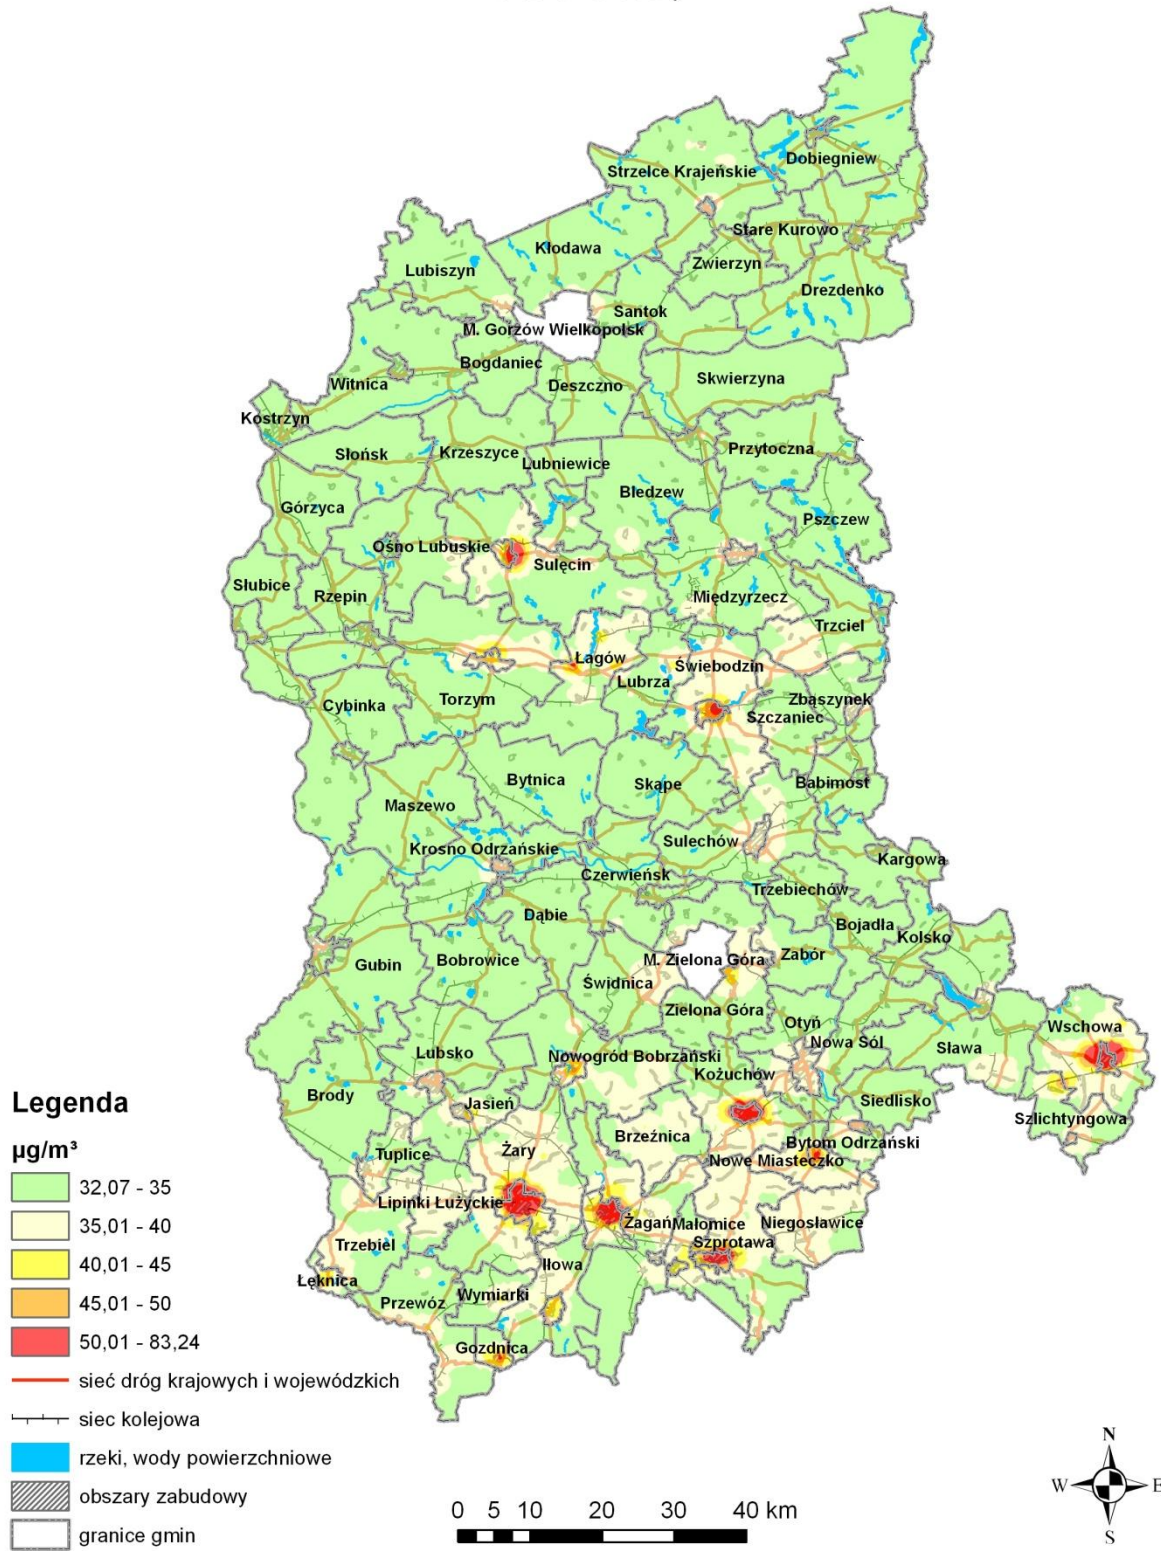 Dobiegniew
Strzelce Krajeńskie
Stare Kurowo
Kłodawa
Zwierzyn
Lubiszyn
Drezdenko
Santok
M. Gorzów Wielkopolsk
Bogdaniec
Skwierzyna
Witnica
Deszczno
Kostrzyn
Przytoczna
Słońsk
Krzeszyce
Lubniewice
Bledzew
Górzyca
Pszczew
Ośno Lubuskie
Sulęcin
Słubice
Rzepin
Międzyrzecz
Trzciel
Łagów
Świebodzin
Lubrza
Cybinka
Torzym
Zbąszynek
Szczaniec
Bytnica
Skąpe
Babimost
Maszewo
Krosno Odrzańskie
Sulechów
Kargowa
Czerwieńsk
Trzebiechów
Dąbie
Bojadła
Kolsko
Gubin
Bobrowice
M. Zielona Góra
Zabór
Świdnica
Zielona Góra
Otyń
Wschowa
Nowa Sól
Sława
Lubsko
Nowogród Bobrzański
Kożuchów
Brody
Jasień
Siedlisko
Szlichtyngowa
Brzeźnica
Bytom Odrzański
Tuplice
Żary
Nowe Miasteczko
Lipinki Łużyckie
Żagań
Małomice
Niegosławice
Trzebiel
Szprotawa
Iłowa
Łęknica
Przewóz
Wymiarki
Gozdnica
Legenda
µg/m³
32,07 - 35
35,01 - 40
40,01 - 45
45,01 - 50
50,01 - 83,24
sieć dróg krajowych i wojewódzkich
siec kolejowa
rzeki, wody powierzchniowe
obszary zabudowy
granice gmin
0 5 10 20 30 40 km
N
W E
S